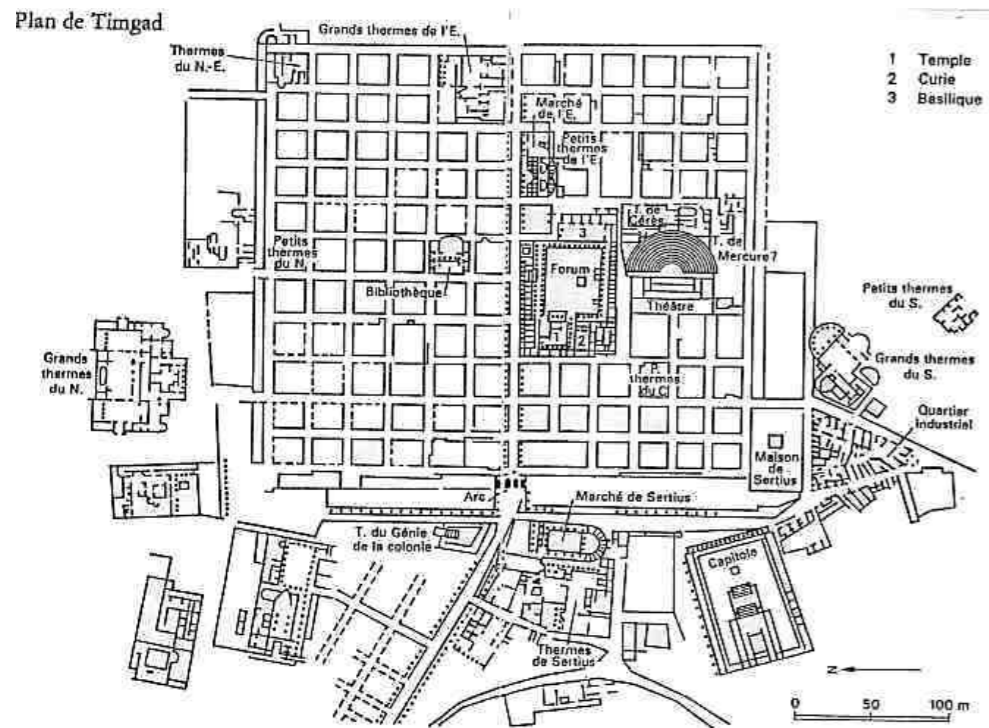 Plan de Timgad
Grands thermes de l'E.
Thermes
du N.-E.
1 Temple
2 Curie
3 Basilique
Marché
de l'E.
Petits
thermes
de l'E.
T. de
Cérès
3
T. de
Mercure?
Petits
thermes
du N.
Forum
Bibliothèque
Théâtre
Petits thermes
du S.
1
2
Grands
thermes
du N.
Grands thermes
du S.
P.
thermes
du C.
Quartier
Industriel
Maison
de
Sertius
Arc
Marché de Sertius
T. du Génie
de la colonie
Capitole
Thermes
de Sertius
N
0 50 100 m